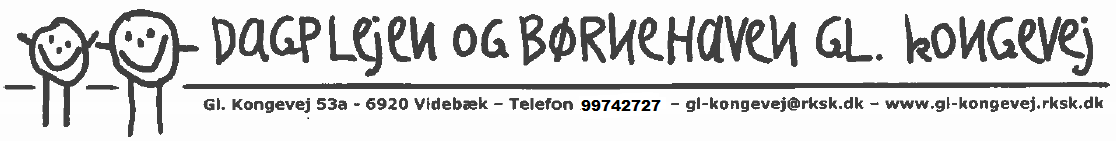 DAGPLEJEN OG BØRNEHAVEN GL. KONGEVEJ
Gl. Kongevej 53a - 6920 Videbæk – Telefon 99742727 – gl-kongevej@rksk.dk – www.gl-kongevej.rksk.dk